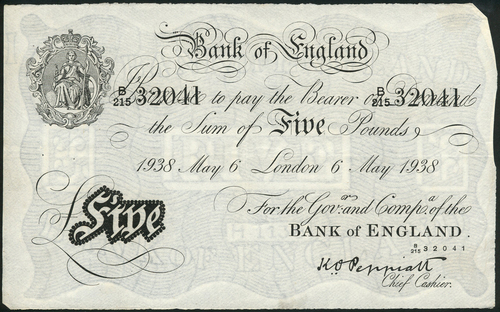 Bank of England
B/215 32041 B/215 32041
I Promise to pay the Bearer on Demand
the Sum of Five Pounds
1938 May 6 London 6 May 1938
For the Govr. and Compa. of the
BANK of ENGLAND.
B/215 32041
£Five
K.O. Peppiatt
Chief Cashier.